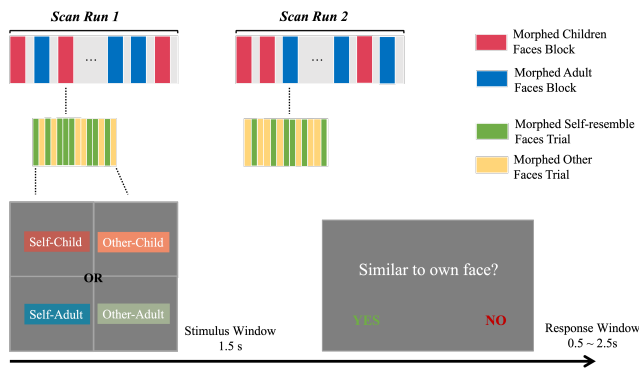 Scan Run 1
Scan Run 2
...
...
...
...
Morphed Children
Faces Block
Morphed Adult
Faces Block
Morphed Self-resemble
Faces Trial
Morphed Other
Faces Trial
Self-Child
Other-Child
OR
Self-Adult
Other-Adult
Stimulus Window
1.5 s
Similar to own face?
YES
NO
Response Window
0.5 ~ 2.5s